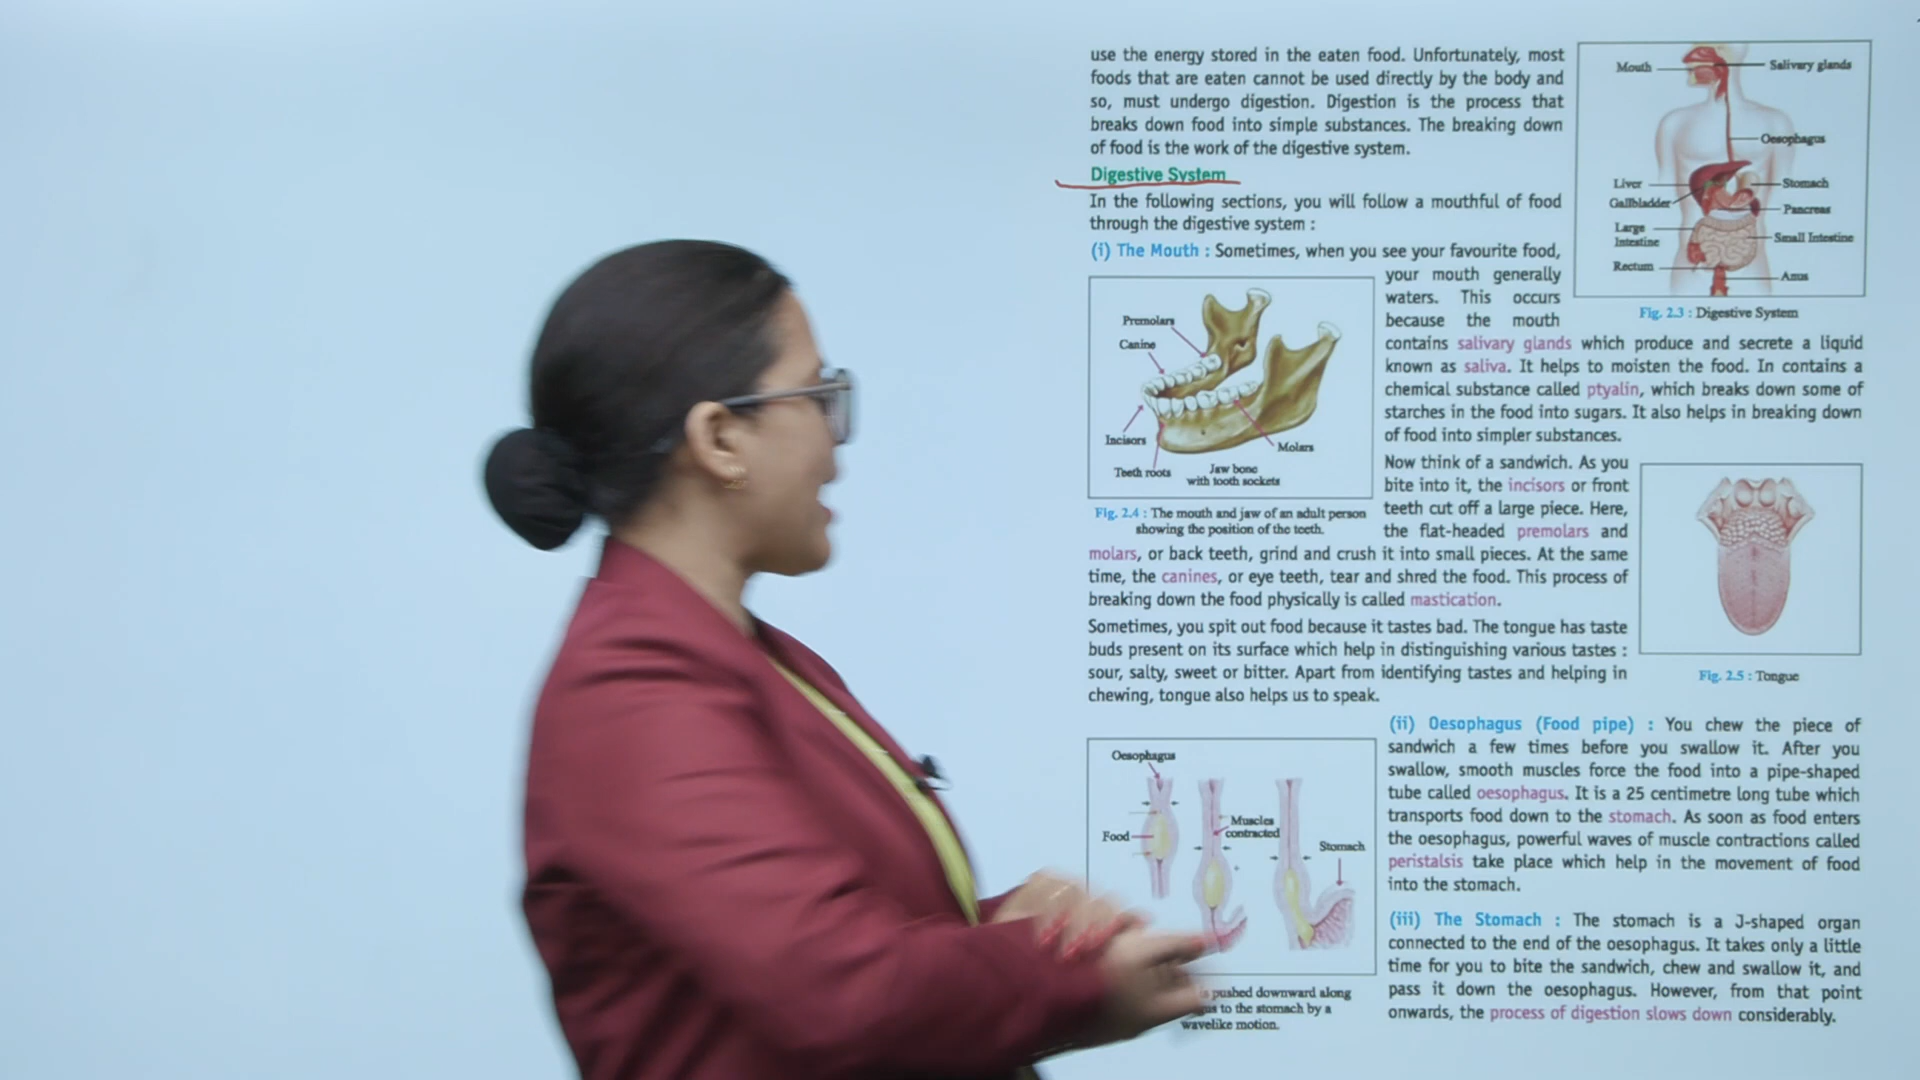 use the energy stored in the eaten food. Unfortunately, most
foods that are eaten cannot be used directly by the body and
so, must undergo digestion. Digestion is the process that
breaks down food into simple substances. The breaking down
of food is the work of the digestive system.
Digestive System
In the following sections, you will follow a mouthful of food
through the digestive system :
(i) The Mouth : Sometimes, when you see your favourite food,
your mouth generally
waters. This occurs
because the mouth
contains salivary glands which produce and secrete a liquid
known as saliva. It helps to moisten the food. In contains a
chemical substance called ptyalin, which breaks down some of
starches in the food into sugars. It also helps in breaking down
of food into simpler substances.
Mouth
Salivary glands
Oesophagus
Liver
Stomach
Gallbladder
Pancreas
Large
Intestine
Small Intestine
Rectum
Anus
Fig. 2.3 : Digestive System
Premolars
Canine
Incisors
Molars
Teeth roots
Jaw bone
with tooth sockets
Fig. 2.4 : The mouth and jaw of an adult person
showing the position of the teeth.
Now think of a sandwich. As you
bite into it, the incisors or front
teeth cut off a large piece. Here,
the flat-headed premolars and
molars, or back teeth, grind and crush it into small pieces. At the same
time, the canines, or eye teeth, tear and shred the food. This process of
breaking down the food physically is called mastication.
Sometimes, you spit out food because it tastes bad. The tongue has taste
buds present on its surface which help in distinguishing various tastes :
sour, salty, sweet or bitter. Apart from identifying tastes and helping in
chewing, tongue also helps us to speak.
Fig. 2.5 : Tongue
(ii) Oesophagus (Food pipe) : You chew the piece of
sandwich a few times before you swallow it. After you
swallow, smooth muscles force the food into a pipe-shaped
tube called oesophagus. It is a 25 centimetre long tube which
transports food down to the stomach. As soon as food enters
the oesophagus, powerful waves of muscle contractions called
peristalsis take place which help in the movement of food
into the stomach.
Oesophagus
Food
Muscles
contracted
Stomach
is pushed downward along
to the stomach by a
wavelike motion.
(iii) The Stomach : The stomach is a J-shaped organ
connected to the end of the oesophagus. It takes only a little
time for you to bite the sandwich, chew and swallow it, and
pass it down the oesophagus. However, from that point
onwards, the process of digestion slows down considerably.